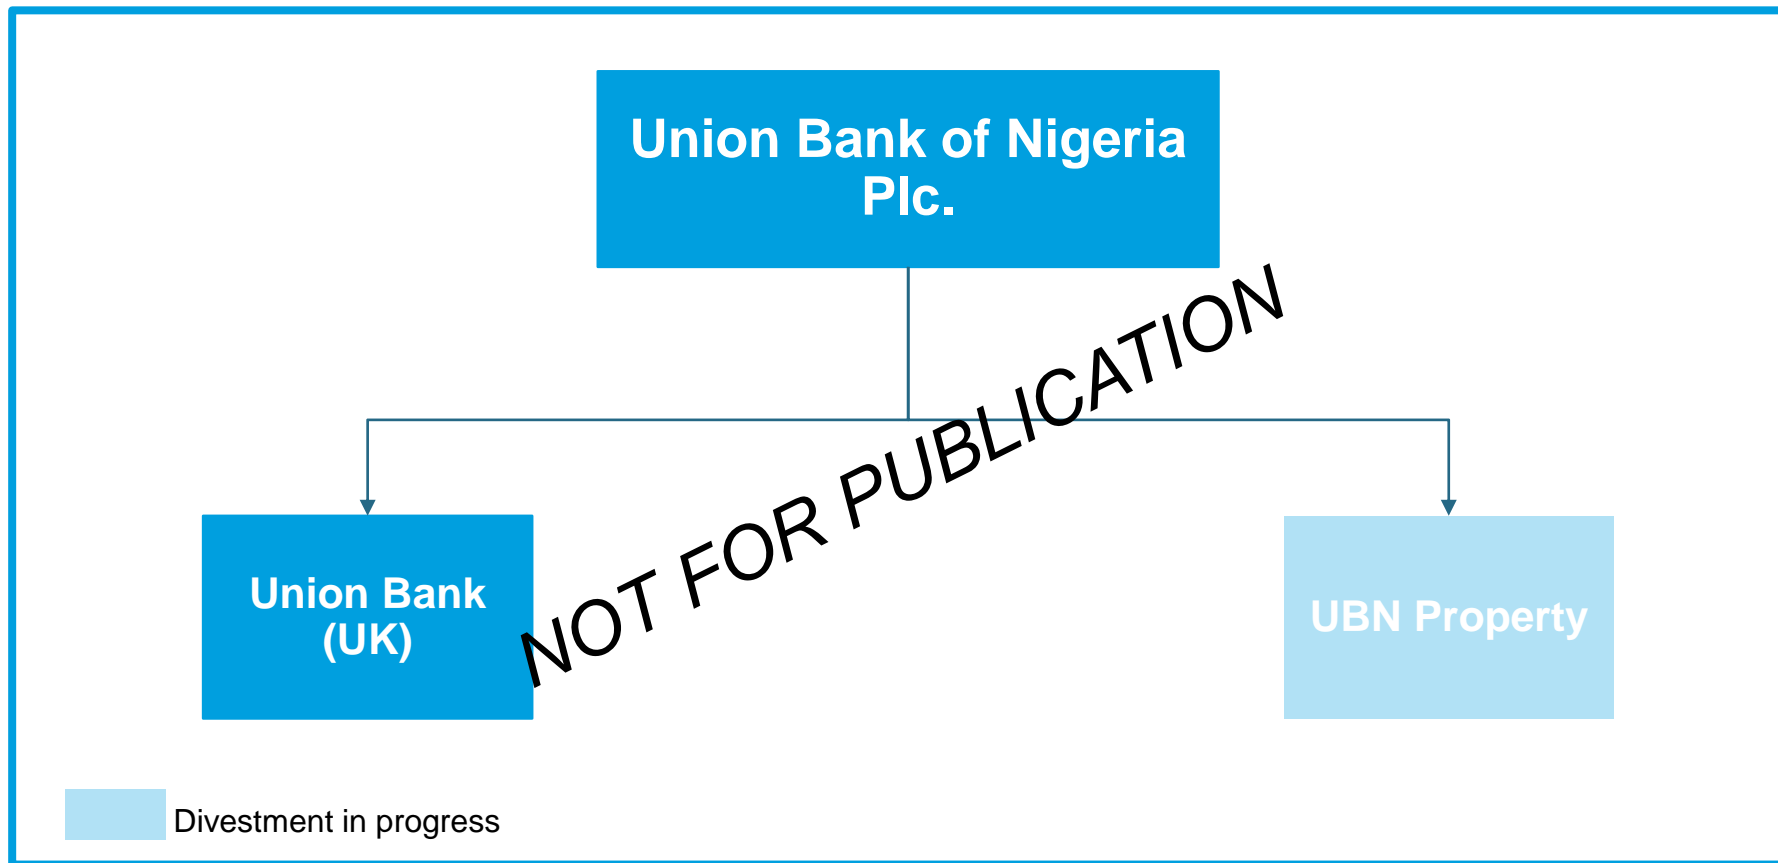 Union Bank of Nigeria
Plc.
NOT FOR PUBLICATION
Union Bank
(UK)
UBN Property
Divestment in progress